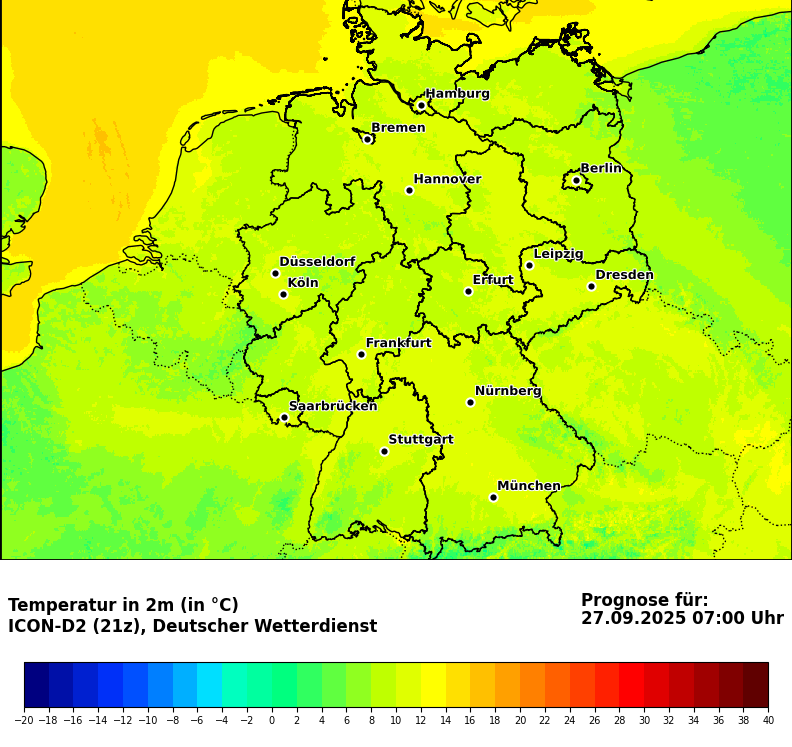 Hamburg
Bremen
Berlin
Hannover
Leipzig
Düsseldorf
Dresden
Köln
Erfurt
Frankfurt
Nürnberg
Saarbrücken
Stuttgart
München
Temperatur in 2m (in °C)
ICON-D2 (21z), Deutscher Wetterdienst
Prognose für:
27.09.2025 07:00 Uhr
−20 −18 −16 −14 −12 −10 −8 −6 −4 −2 0 2 4 6 8 10 12 14 16 18 20 22 24 26 28 30 32 34 36 38 40